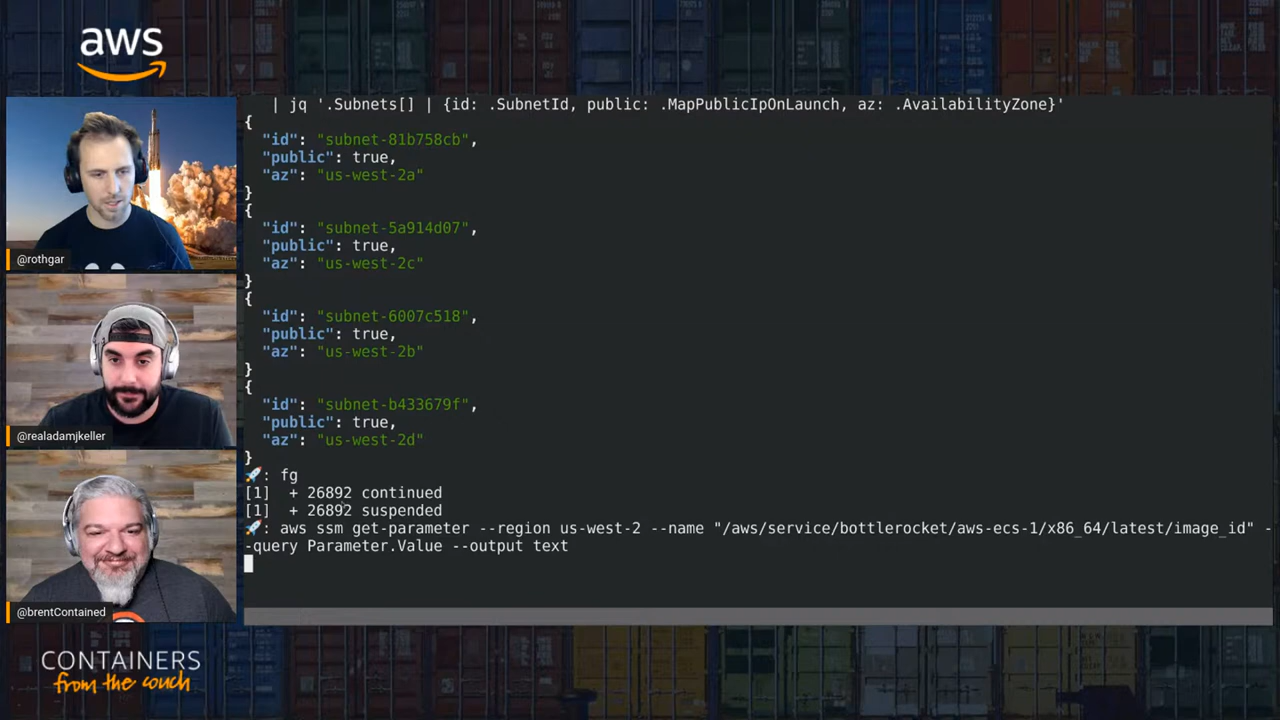 aws
| jq '.Subnets[] | {id: .SubnetId, public: .MapPublicIpOnLaunch, az: .AvailabilityZone}'
{
"id": "subnet-81b758cb",
"public": true,
"az": "us-west-2a"
}
{
"id": "subnet-5a914d07",
"public": true,
"az": "us-west-2c"
}
{
"id": "subnet-6007c518",
"public": true,
"az": "us-west-2b"
}
{
"id": "subnet-b433679f",
"public": true,
"az": "us-west-2d"
}
🚀: fg
[1]  + 26892 continued
[1]  + 26892 suspended
🚀: aws ssm get-parameter --region us-west-2 --name "/aws/service/bottlerocket/aws-ecs-1/x86_64/latest/image_id" -
-query Parameter.Value --output text
@rothgar
@realadamjkeller
@brentContained
CONTAINERS
from the couch